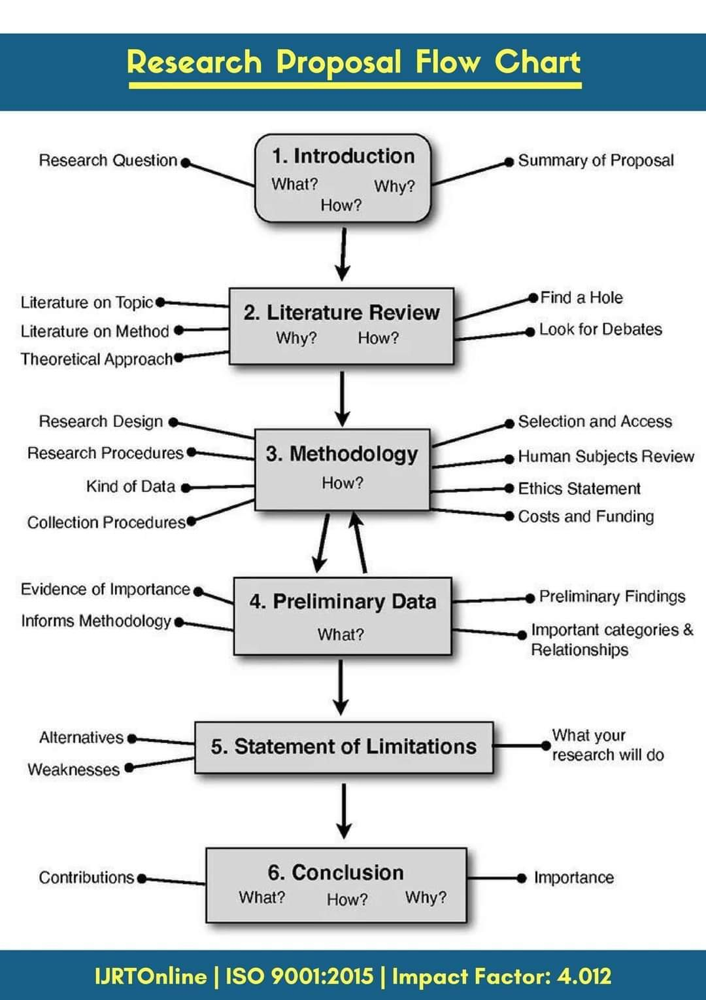 Research Proposal Flow Chart
1. Introduction
What? Why?
How?
Research Question
Summary of Proposal
2. Literature Review
Why? How?
Literature on Topic
Literature on Method
Theoretical Approach
Find a Hole
Look for Debates
3. Methodology
How?
Research Design
Research Procedures
Kind of Data
Collection Procedures
Selection and Access
Human Subjects Review
Ethics Statement
Costs and Funding
4. Preliminary Data
What?
Evidence of Importance
Informs Methodology
Preliminary Findings
Important categories &
Relationships
5. Statement of Limitations
Alternatives
Weaknesses
What your
research will do
6. Conclusion
What? How? Why?
Contributions
Importance
IJRTOnline | ISO 9001:2015 | Impact Factor: 4.012